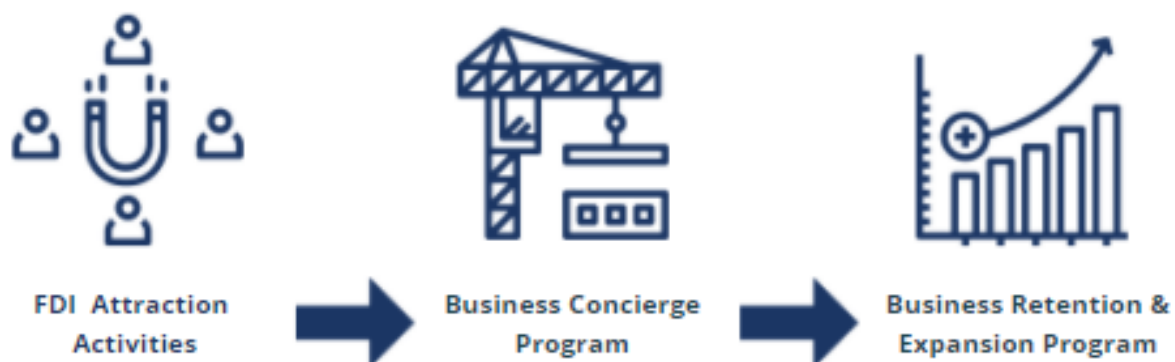 FDI Attraction
Activities
Business Concierge
Program
Business Retention &
Expansion Program